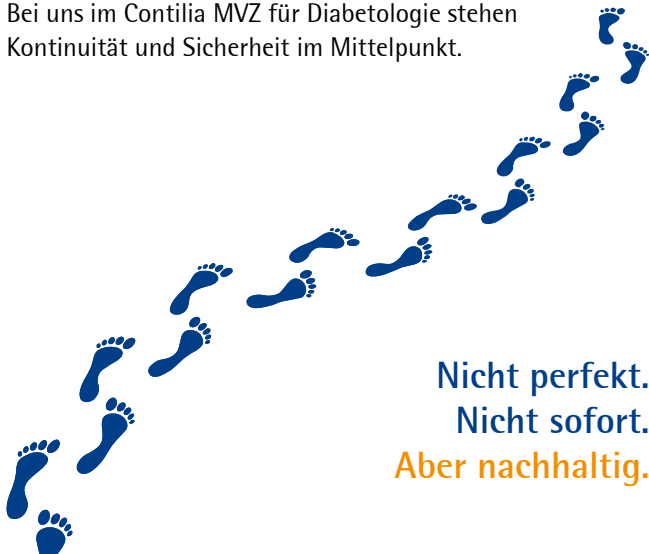 Bei uns im Contilia MVZ für Diabetologie stehen
Kontinuität und Sicherheit im Mittelpunkt.
Nicht perfekt.
Nicht sofort.
Aber nachhaltig.